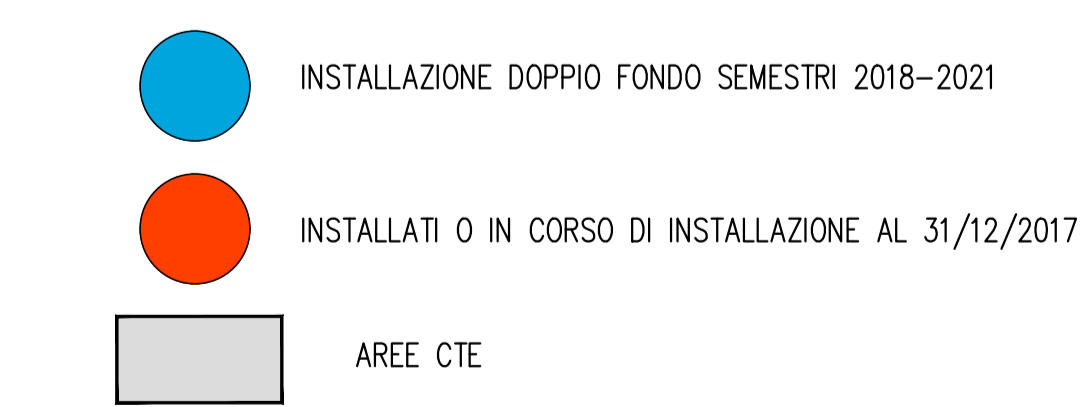 INSTALLAZIONE DOPPIO FONDO SEMESTRI 2018-2021
INSTALLATI O IN CORSO DI INSTALLAZIONE AL 31/12/2017
AREE CTE